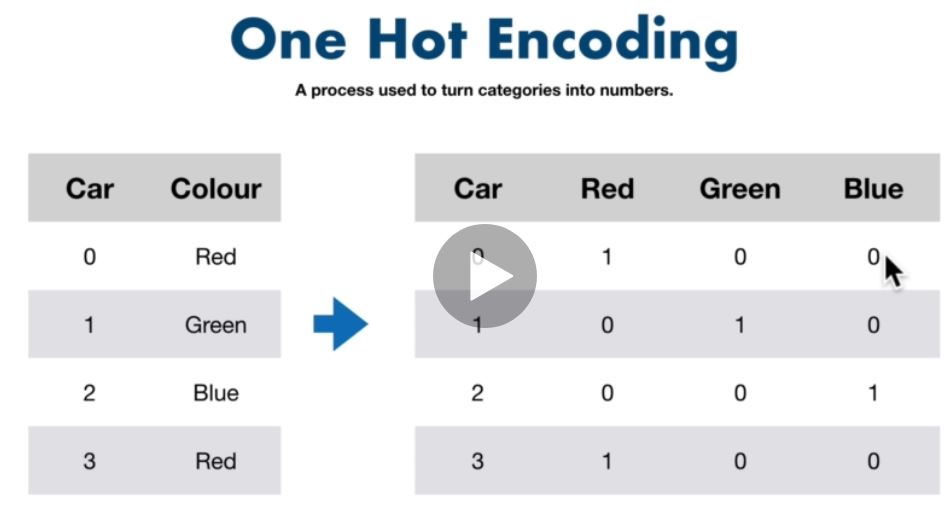 One Hot Encoding
A process used to turn categories into numbers.
Car Colour
0 Red
1 Green
2 Blue
3 Red
Car Red Green Blue
0 1 0 0
1 0 1 0
2 0 0 1
3 1 0 0